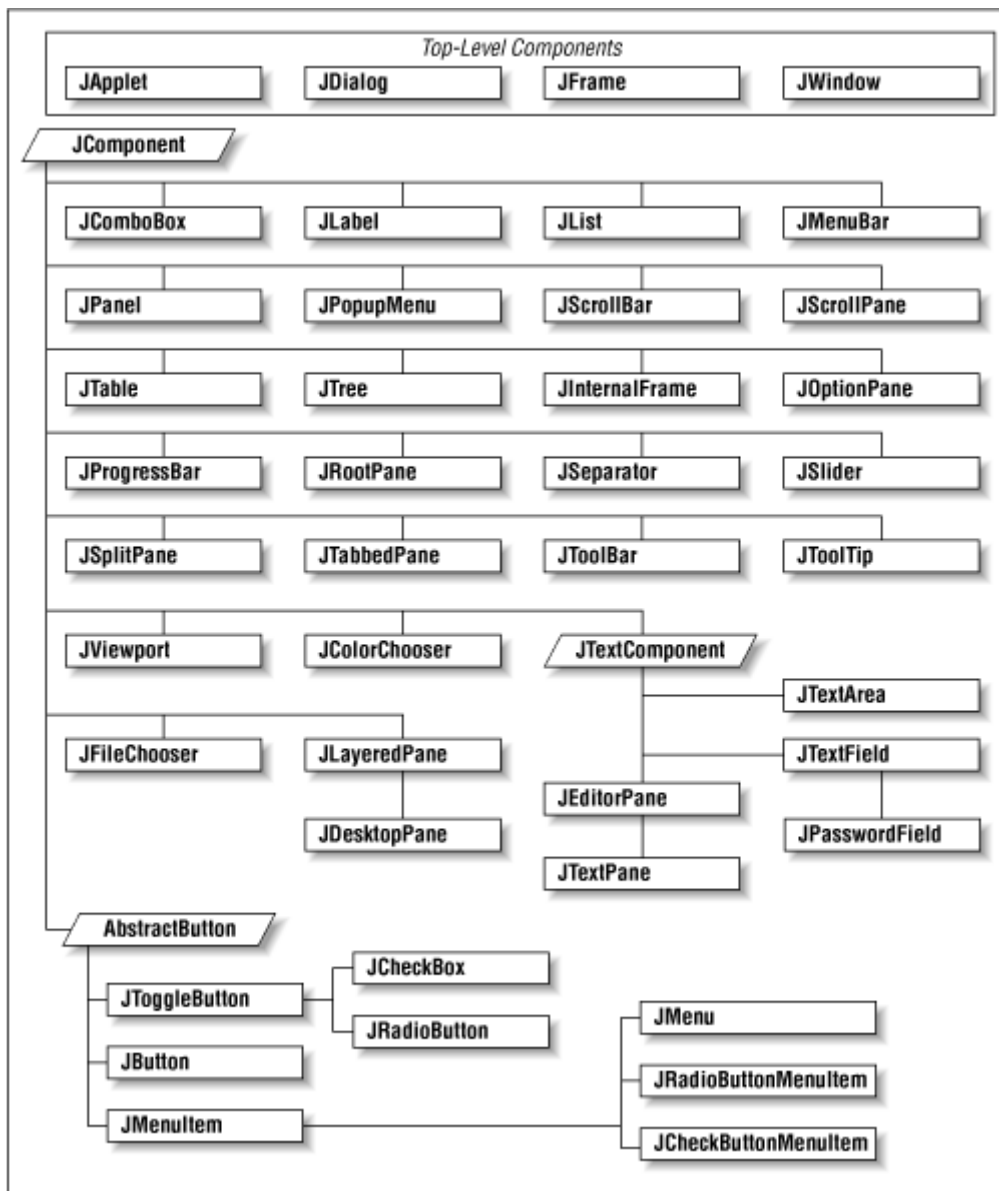 Top-Level Components
JApplet JDialog JFrame JWindow
JComponent
JComboBox JLabel JList JMenuBar
JPanel JPopupMenu JScrollBar JScrollPane
JTable JTree JInternalFrame JOptionPane
JProgressBar JRootPane JSeparator JSlider
JSplitPane JTabbedPane JToolBar JToolTip
JViewport JColorChooser JTextComponent
JTextArea
JFileChooser JLayeredPane JTextField
JEditorPane
JDesktopPane JPasswordField
JTextPane
AbstractButton
JCheckBox
JToggleButton
JMenu
JRadioButton
JButton
JRadioButtonMenuItem
JMenuItem
JCheckButtonMenuItem